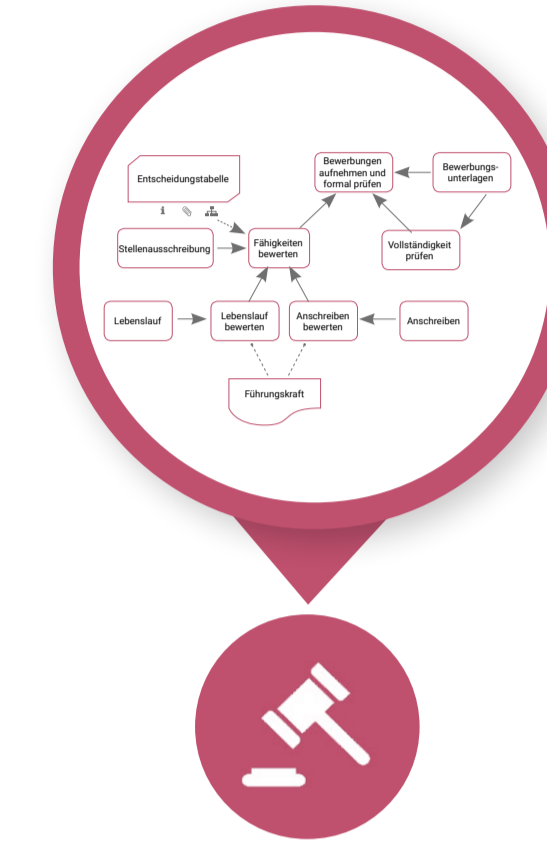 Bewerbungen
aufnehmen und
formal prüfen
Bewerbungs-
unterlagen
Entscheidungstabelle
Stellenausschreibung
Fähigkeiten
bewerten
Vollständigkeit
prüfen
Lebenslauf
Lebenslauf
bewerten
Anschreiben
bewerten
Anschreiben
Führungskraft